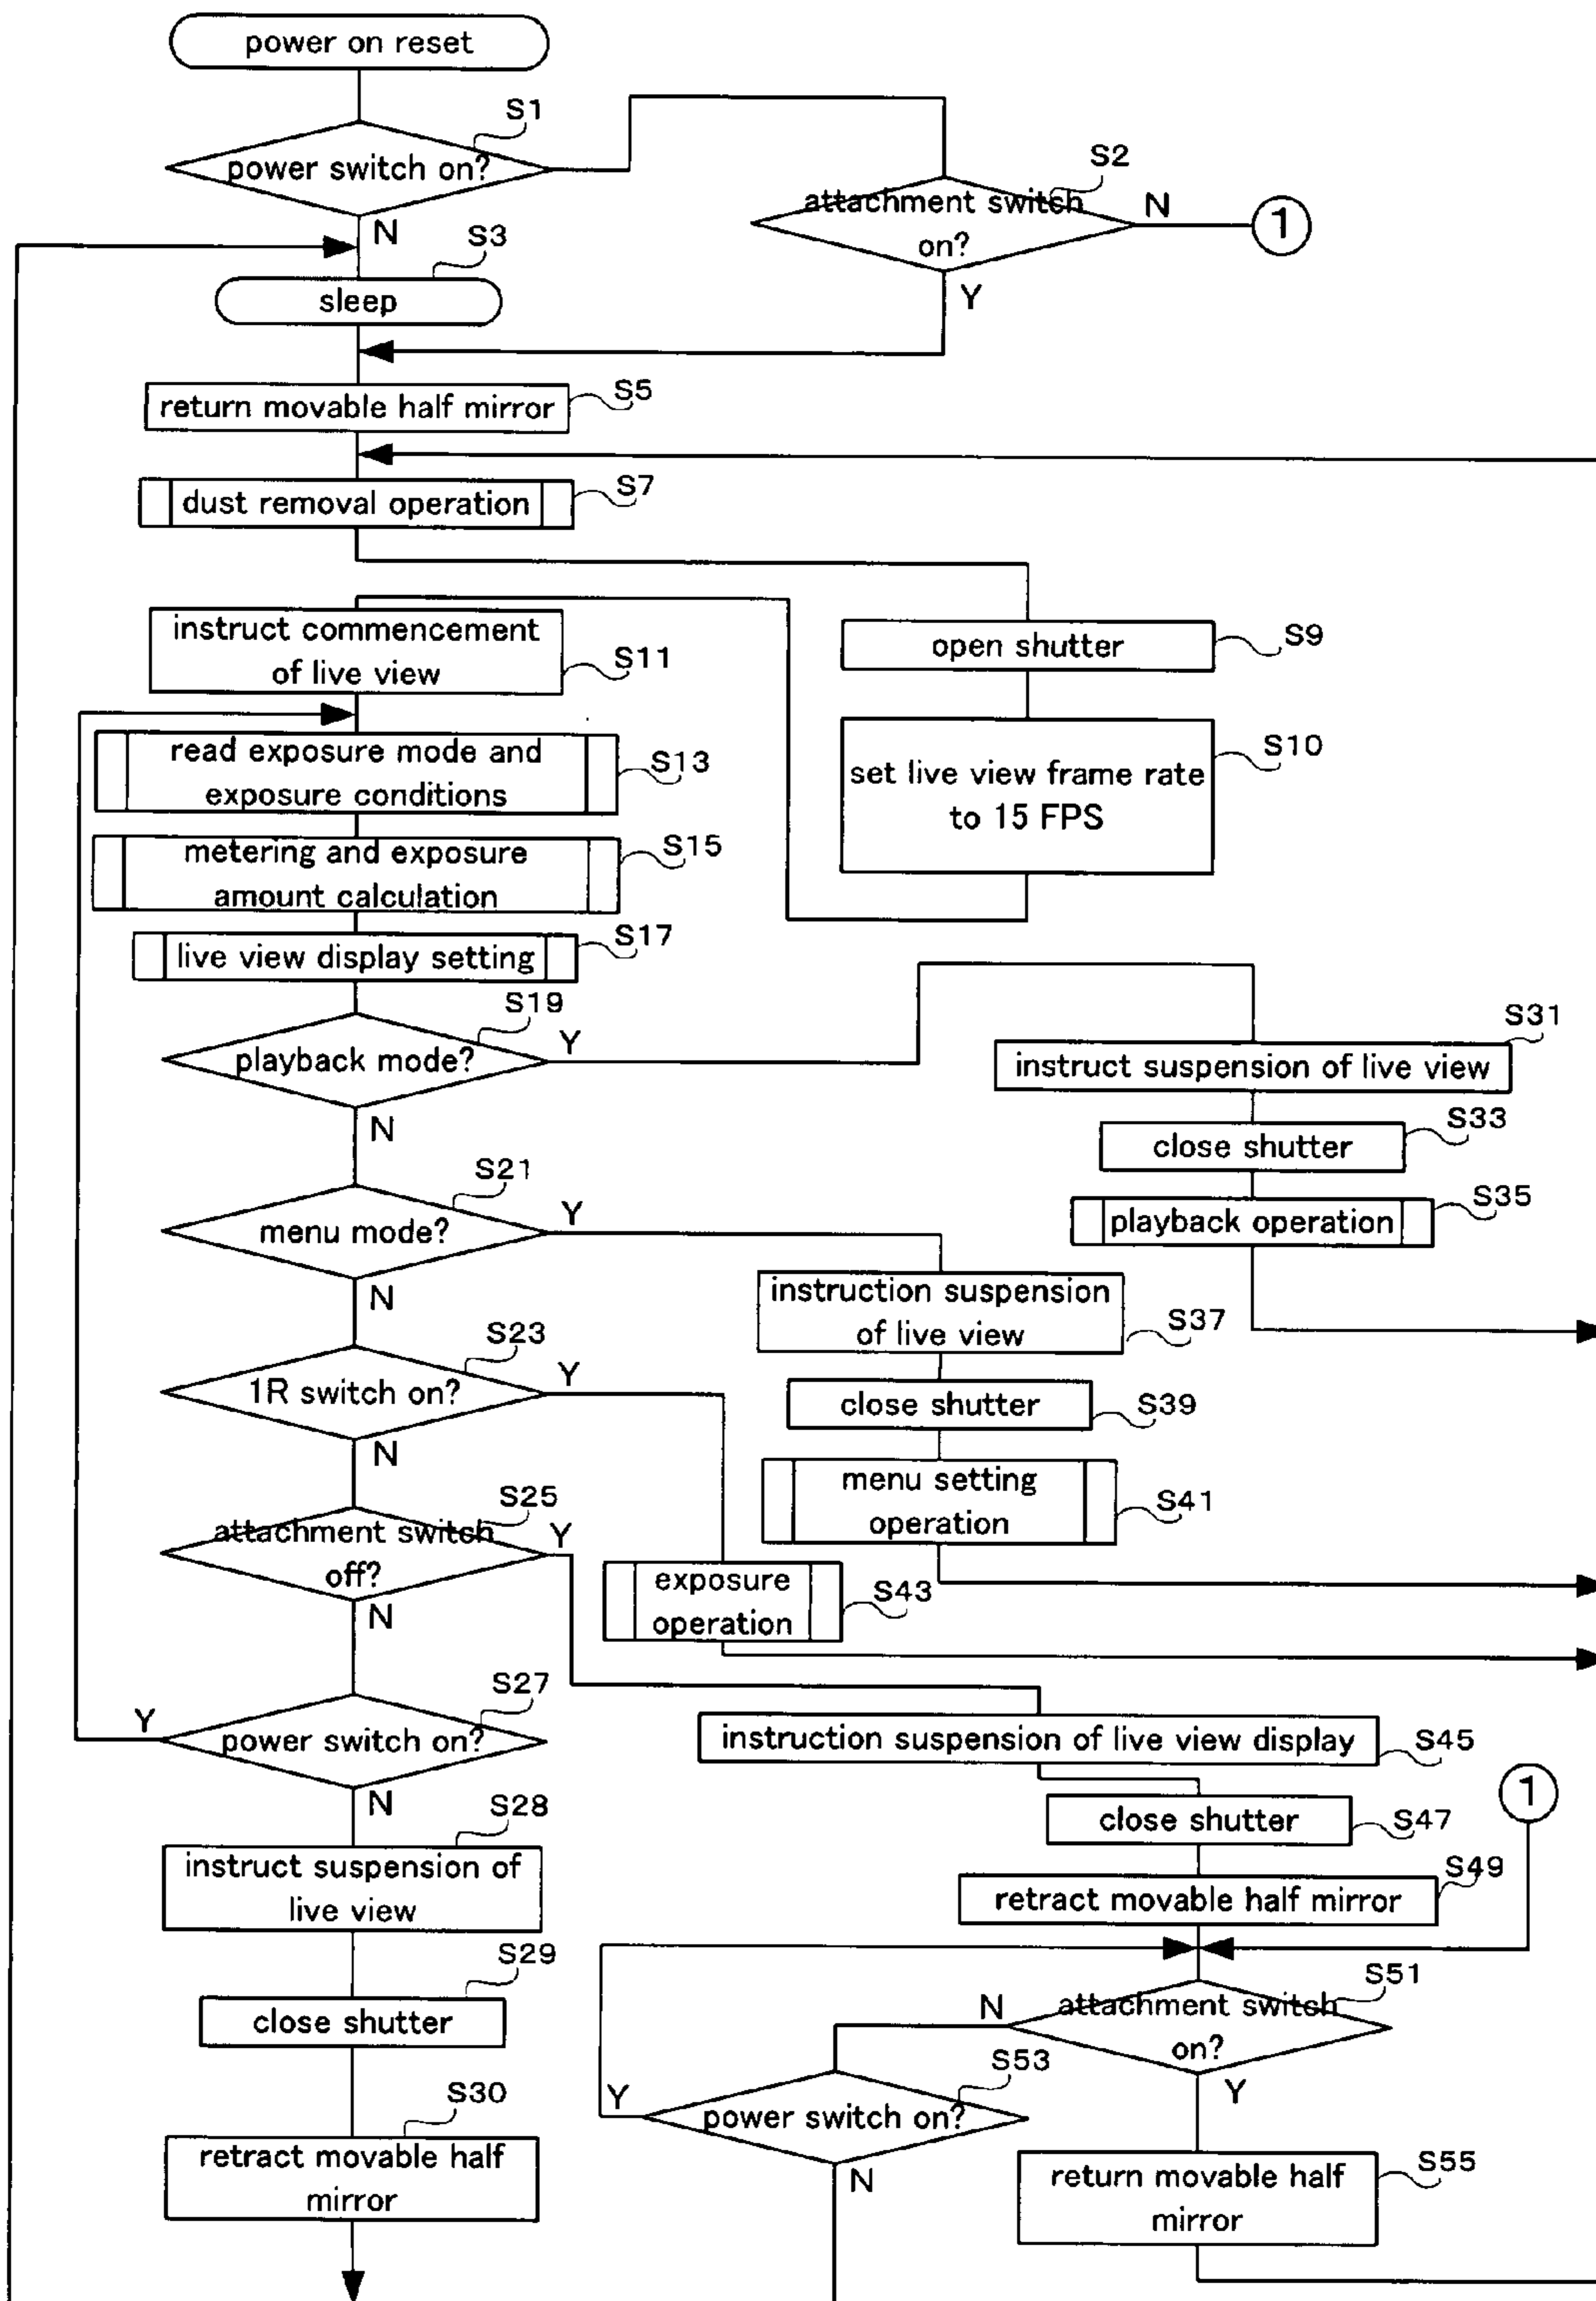 power on reset
S1
power switch on?
N
S2
attachment switch
on?
N
1
Y
S3
sleep
S5
return movable half mirror
S7
dust removal operation
S9
open shutter
S10
set live view frame rate
to 15 FPS
instruct commencement
of live view
S11
read exposure mode and
exposure conditions
S13
metering and exposure
amount calculation
S15
live view display setting
S17
S19
playback mode?
Y
N
S31
instruct suspension of live view
S33
close shutter
S35
playback operation
S21
menu mode?
Y
N
instruction suspension
of live view
S37
close shutter
S39
menu setting
operation
S41
S23
1R switch on?
Y
N
exposure
operation
S43
S25
attachment switch
off?
Y
N
S27
power switch on?
Y
N
S28
instruct suspension of
live view
S29
close shutter
S30
retract movable half
mirror
instruction suspension of live view display
S45
close shutter
S47
1
S49
retract movable half mirror
S51
attachment switch
on?
N
Y
S53
power switch on?
Y
N
S55
return movable half
mirror